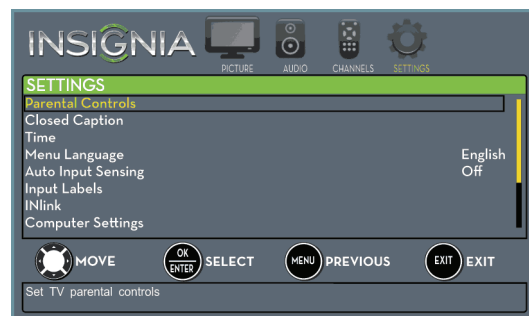 INSIGNIA
PICTURE AUDIO CHANNELS SETTINGS
SETTINGS
Parental Controls
Closed Caption
Time
Menu Language English
Auto Input Sensing Off
Input Labels
INlink
Computer Settings
MOVE OK ENTER SELECT MENU PREVIOUS EXIT EXIT
Set TV parental controls